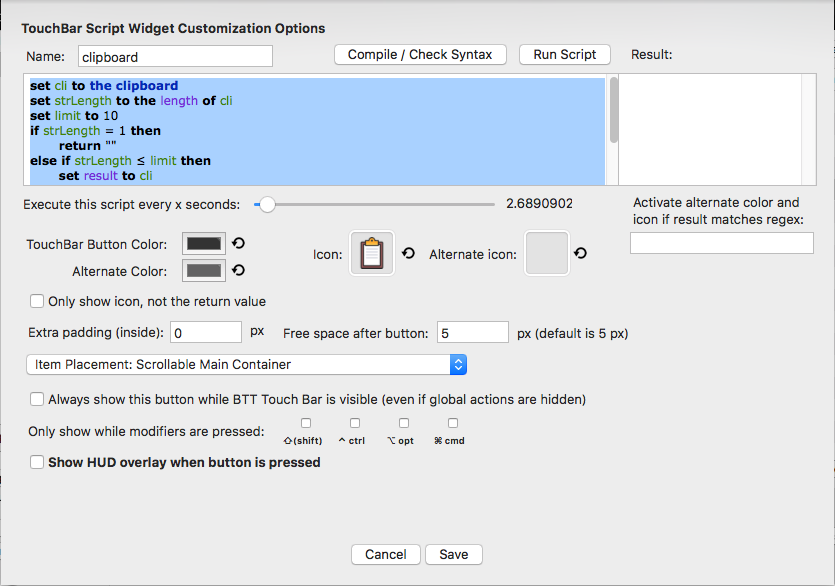 TouchBar Script Widget Customization Options
Name: clipboard Compile / Check Syntax Run Script Result:
set cli to the clipboard
set strLength to the length of cli
set limit to 10
if strLength = 1 then
return ""
else if strLength ≤ limit then
set result to cli
Execute this script every x seconds: 2.6890902
Activate alternate color and
icon if result matches regex:
TouchBar Button Color:
Alternate Color:
Icon: Alternate icon:
Only show icon, not the return value
Extra padding (inside): 0 px Free space after button: 5 px (default is 5 px)
Item Placement: Scrollable Main Container
Always show this button while BTT Touch Bar is visible (even if global actions are hidden)
Only show while modifiers are pressed: ⇧(shift) ^ ctrl ⌥ opt ⌘ cmd
Show HUD overlay when button is pressed
Cancel Save